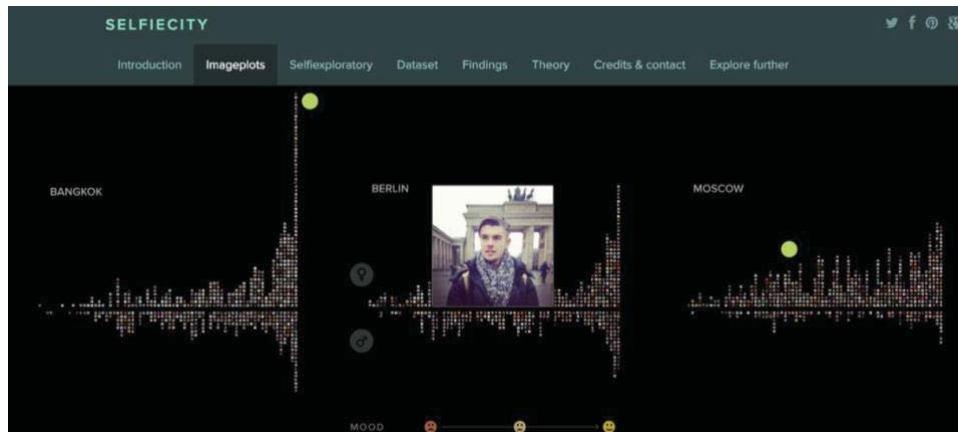 SELFIECITY
Introduction Imageplots Selfiexploratory Dataset Findings Theory Credits & contact Explore further
BANGKOK BERLIN MOSCOW
MOOD